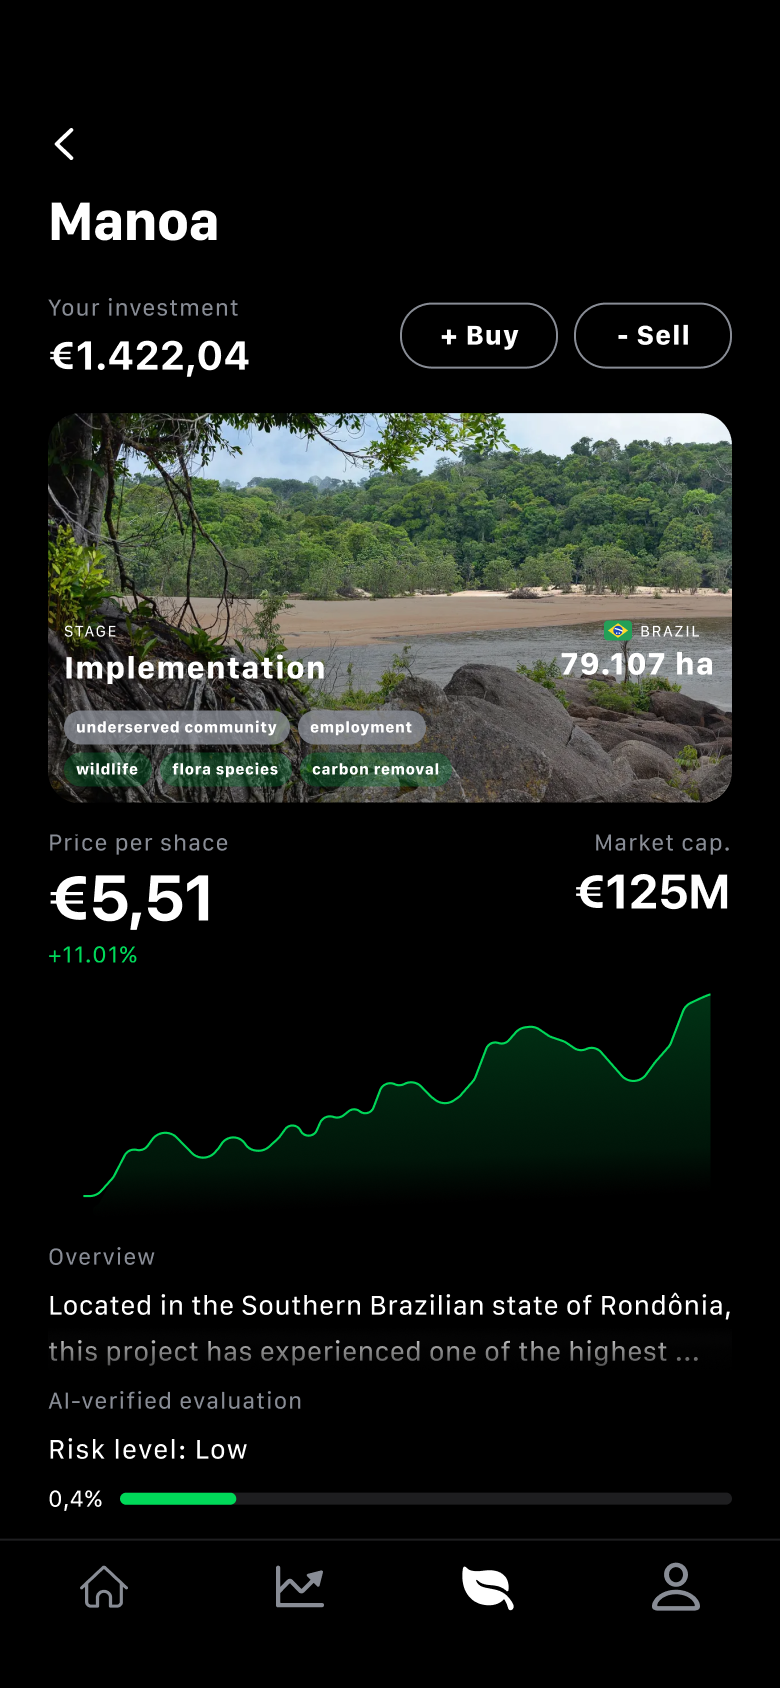 Manoa
Your investment
€1.422,04
+ Buy
- Sell
STAGE
BRAZIL
Implementation
79.107 ha
underserved community
employment
wildlife
flora species
carbon removal
Price per shace
Market cap.
€5,51
€125M
+11.01%
Overview
Located in the Southern Brazilian state of Rondônia,
this project has experienced one of the highest ...
AI-verified evaluation
Risk level: Low
0,4%